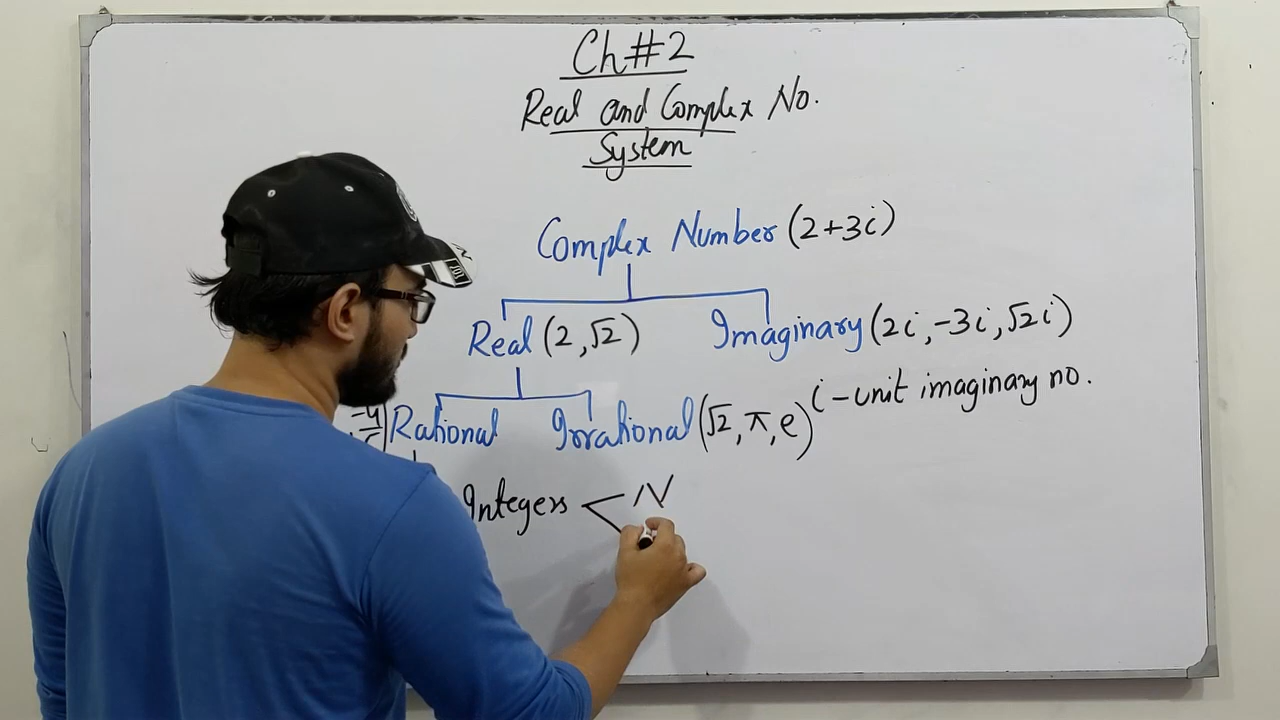 Ch#2
Real and Complex No.
System
Complex Number (2+3i)
Real (2,√2) Imaginary (2i,-3i,√2i)
Rational Irrational (√2,π,e) i-unit imaginary no.
Integers < N